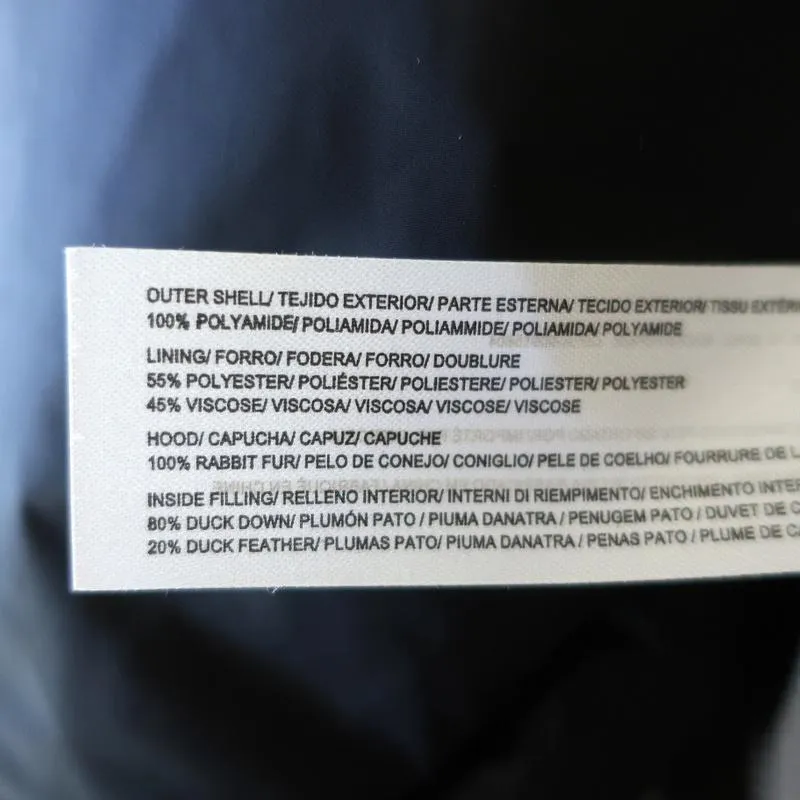 OUTER SHELL/ TEJIDO EXTERIOR/ PARTE ESTERNA/ TECIDO EXTERIOR/ TISSU
100% POLYAMIDE/ POLIAMIDA/ POLIAMMIDE/ POLIAMIDA/ POLYAMIDE
LINING/ FORRO/ FODERA/ FORRO/ DOUBLURE
55% POLYESTER/ POLIÉSTER/ POLIESTERE/ POLIESTER/ POLYESTER
45% VISCOSE/ VISCOSA/ VISCOSA/ VISCOSE/ VISCOSE
HOOD/ CAPUCHA/ CAPUZ/ CAPUCHE
100% RABBIT FUR/ PELO DE CONEJO/ CONIGLIO/ PELE DE COELHO/ FOURRURE DE
INSIDE FILLING/ RELLENO INTERIOR/ INTERNI DI RIEMPIMENTO/ ENCHIMENTO
80% DUCK DOWN/ PLUMÓN PATO / PIUMA DANATRA / PENUGEM PATO / DUVET DE
20% DUCK FEATHER/ PLUMAS PATO/ PIUMA DANATRA / PENAS PATO / PLUME DE